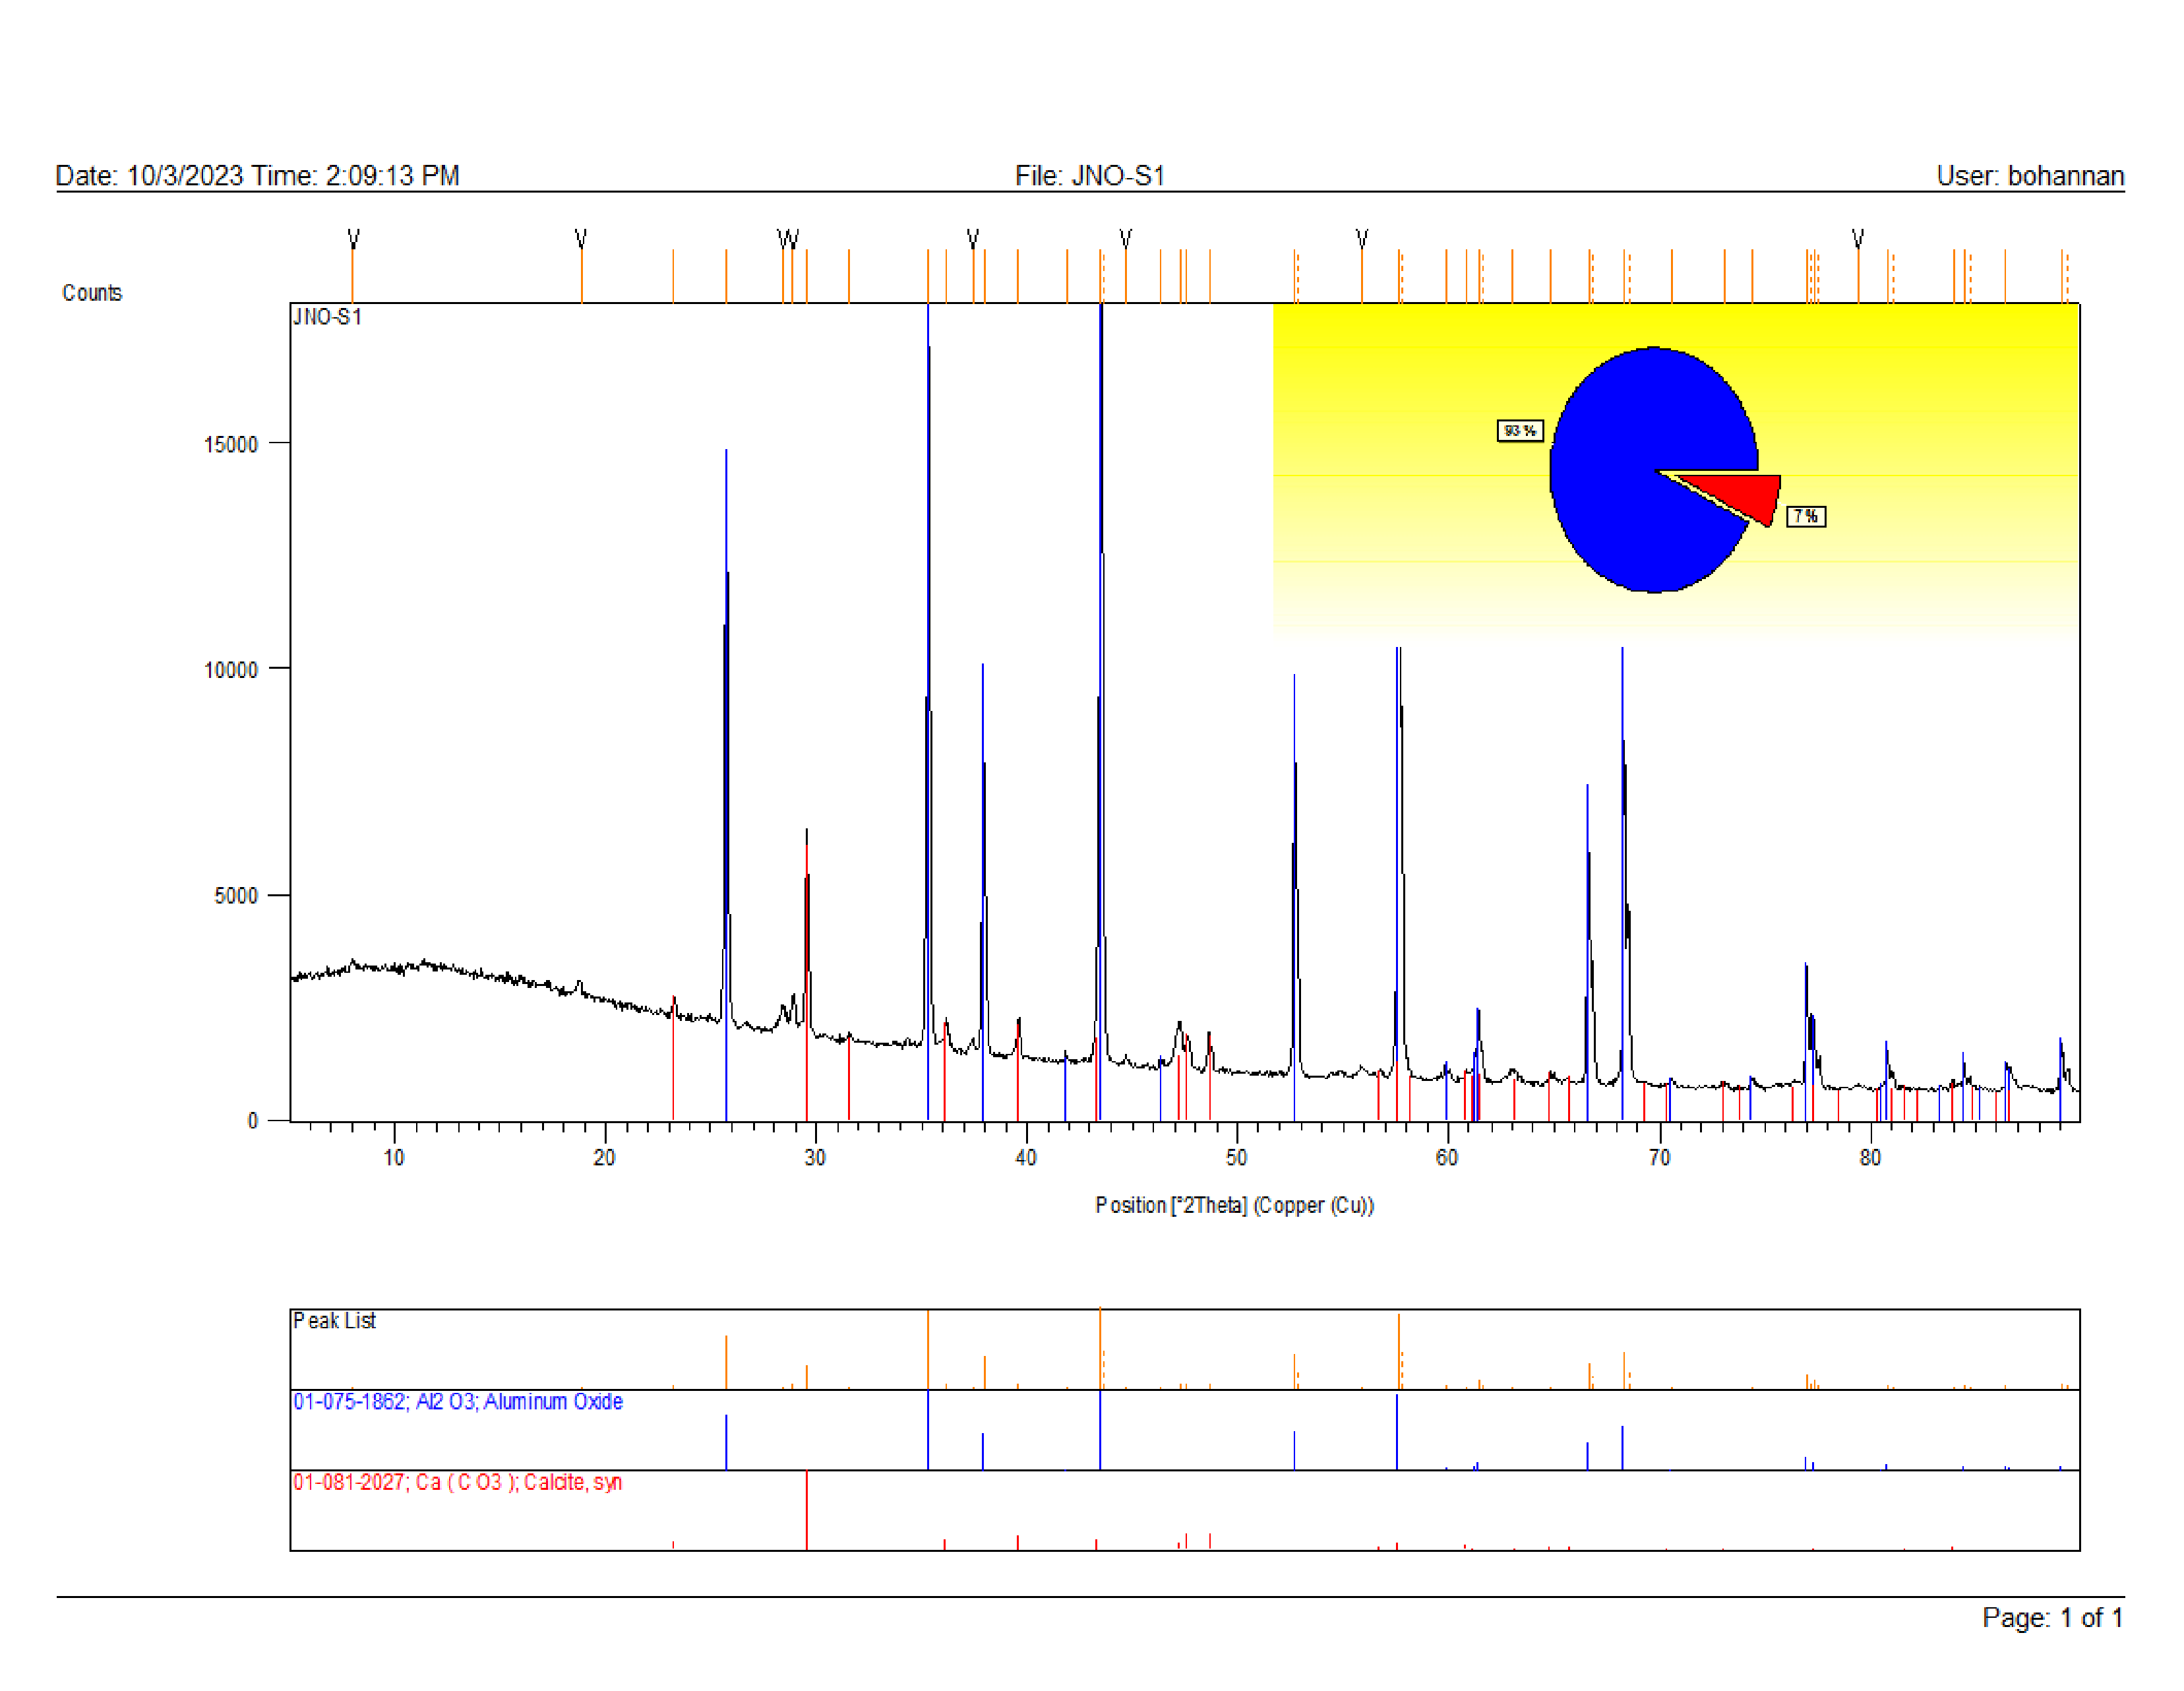 Date: 10/3/2023 Time: 2:09:13 PM File: JNO-S1 User: bohannan
Counts
JNO-S1
93 %
7 %
15000
10000
5000
0
10 20 30 40 50 60 70 80
Position [°2Theta] (Copper (Cu))
Peak List
01-075-1862; Al2 O3; Aluminum Oxide
01-081-2027; Ca ( C O3 ); Calcite, syn
Page: 1 of 1